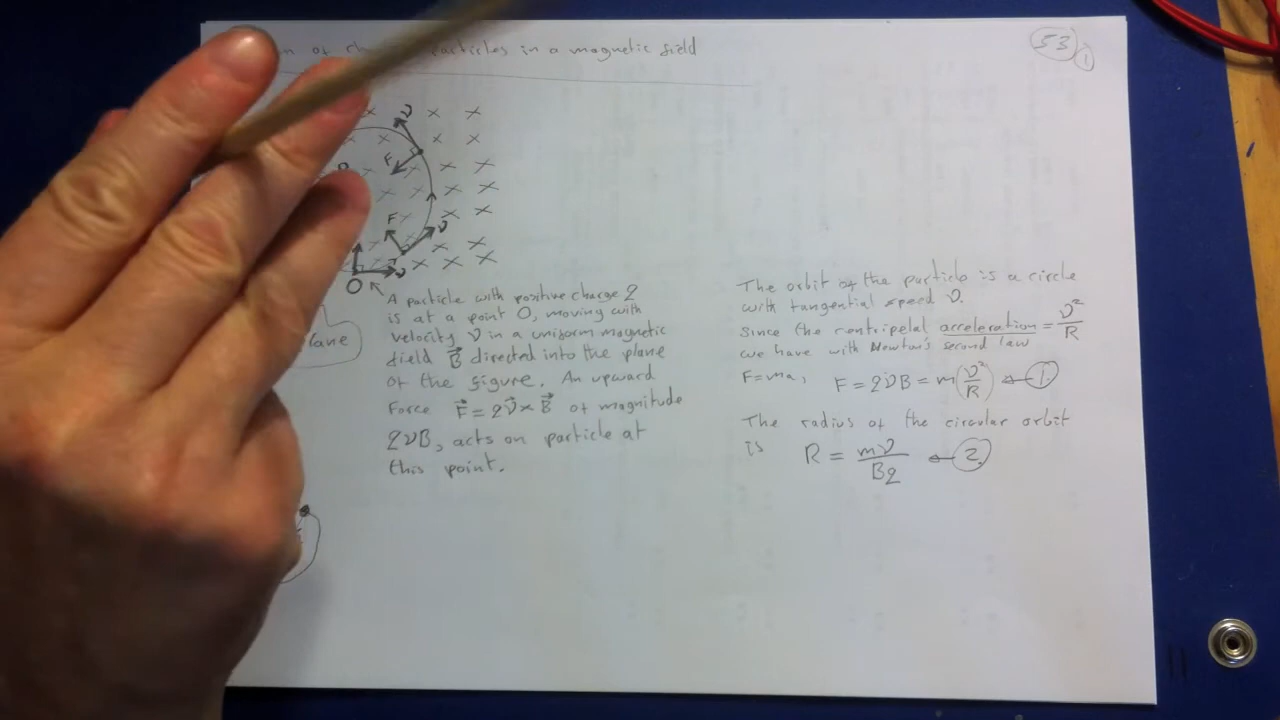 of particles in a magnetic field
53
1
F
F
O
A particle with positive charge q
is at a point O, moving with
velocity v in a uniform magnetic
field B⃗ directed into the plane
of the figure. An upward
Force F⃗ = qv⃗ × B⃗ of magnitude
qvB, acts on particle at
this point.
The orbit of the particle is a circle
with tangential speed v.
Since the centripetal acceleration = v²/R
we have with Newton's second law
F=ma, F = qvB = m(v²/R) ← 1.
The radius of the circular orbit
is R = mv/Bq ← 2.